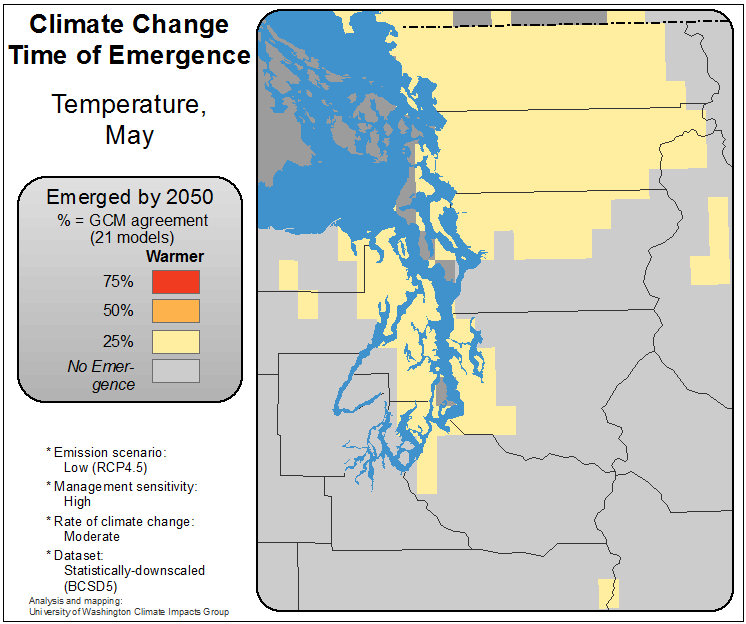 Climate Change
Time of Emergence
Temperature,
May
Emerged by 2050
% = GCM agreement
(21 models)
Warmer
75%
50%
25%
No Emer-
gence
* Emission scenario:
Low (RCP4.5)
* Management sensitivity:
High
* Rate of climate change:
Moderate
* Dataset:
Statistically-downscaled
(BCSD5)
Analysis and mapping:
University of Washington Climate Impacts Group